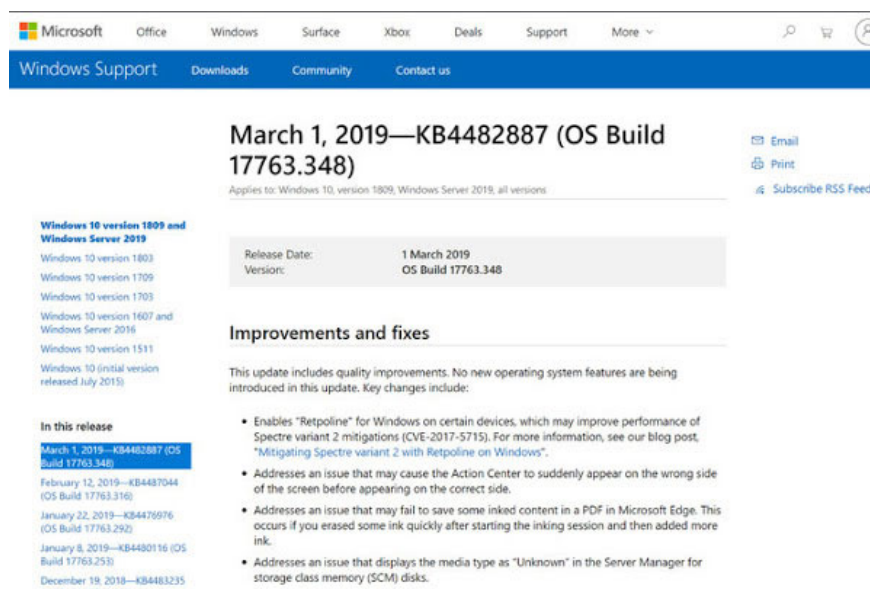 Microsoft Office Windows Surface Xbox Deals Support More
Windows Support Downloads Community Contact us
March 1, 2019—KB4482887 (OS Build
17763.348)
Applies to: Windows 10, version 1809, Windows Server 2019, all versions
Email
Print
Subscribe RSS Feed
Windows 10 version 1809 and
Windows Server 2019
Windows 10 version 1803
Windows 10 version 1709
Windows 10 version 1703
Windows 10 version 1607 and
Windows Server 2016
Windows 10 version 1511
Windows 10 (initial version
released July 2015)
In this release
March 1, 2019—KB4482887 (OS
Build 17763.348)
February 12, 2019—KB4487044
(OS Build 17763.316)
January 22, 2019—KB4476976
(OS Build 17763.292)
January 8, 2019—KB4480116 (OS
Build 17763.253)
December 19, 2018—KB4483235
Release Date: 1 March 2019
Version: OS Build 17763.348
Improvements and fixes
This update includes quality improvements. No new operating system features are being
introduced in this update. Key changes include:
• Enables "Retpoline" for Windows on certain devices, which may improve performance of
Spectre variant 2 mitigations (CVE-2017-5715). For more information, see our blog post,
"Mitigating Spectre variant 2 with Retpoline on Windows".
• Addresses an issue that may cause the Action Center to suddenly appear on the wrong side
of the screen before appearing on the correct side.
• Addresses an issue that may fail to save some inked content in a PDF in Microsoft Edge. This
occurs if you erased some ink quickly after starting the inking session and then added more
ink.
• Addresses an issue that displays the media type as "Unknown" in the Server Manager for
storage class memory (SCM) disks.